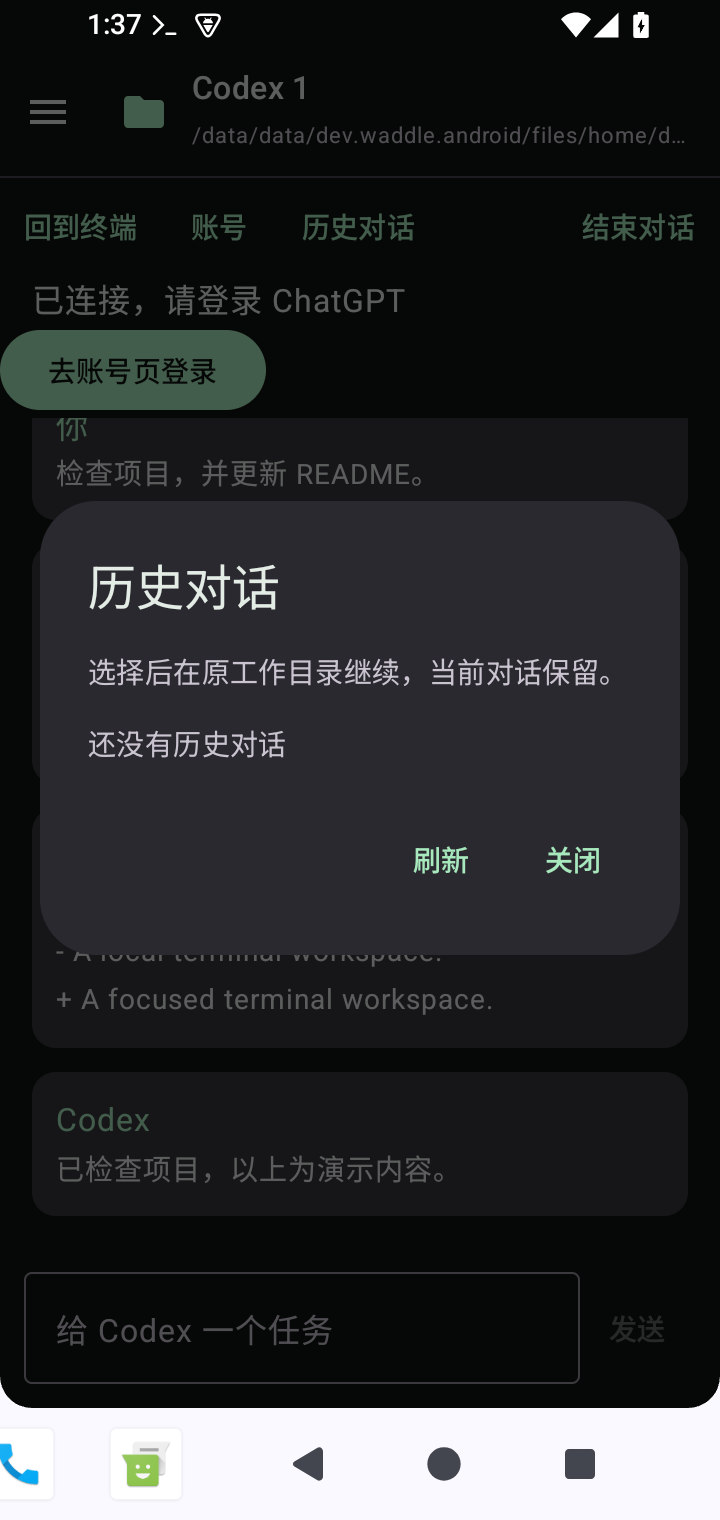 1:37
Codex 1
/data/data/dev.waddle.android/files/home/d…
回到终端 账号 历史对话 结束对话
已连接，请登录 ChatGPT
去账号页登录
你
检查项目，并更新 README。
历史对话
选择后在原工作目录继续，当前对话保留。
还没有历史对话
刷新 关闭
- A local terminal workspace.
+ A focused terminal workspace.
Codex
已检查项目，以上为演示内容。
给 Codex 一个任务 发送